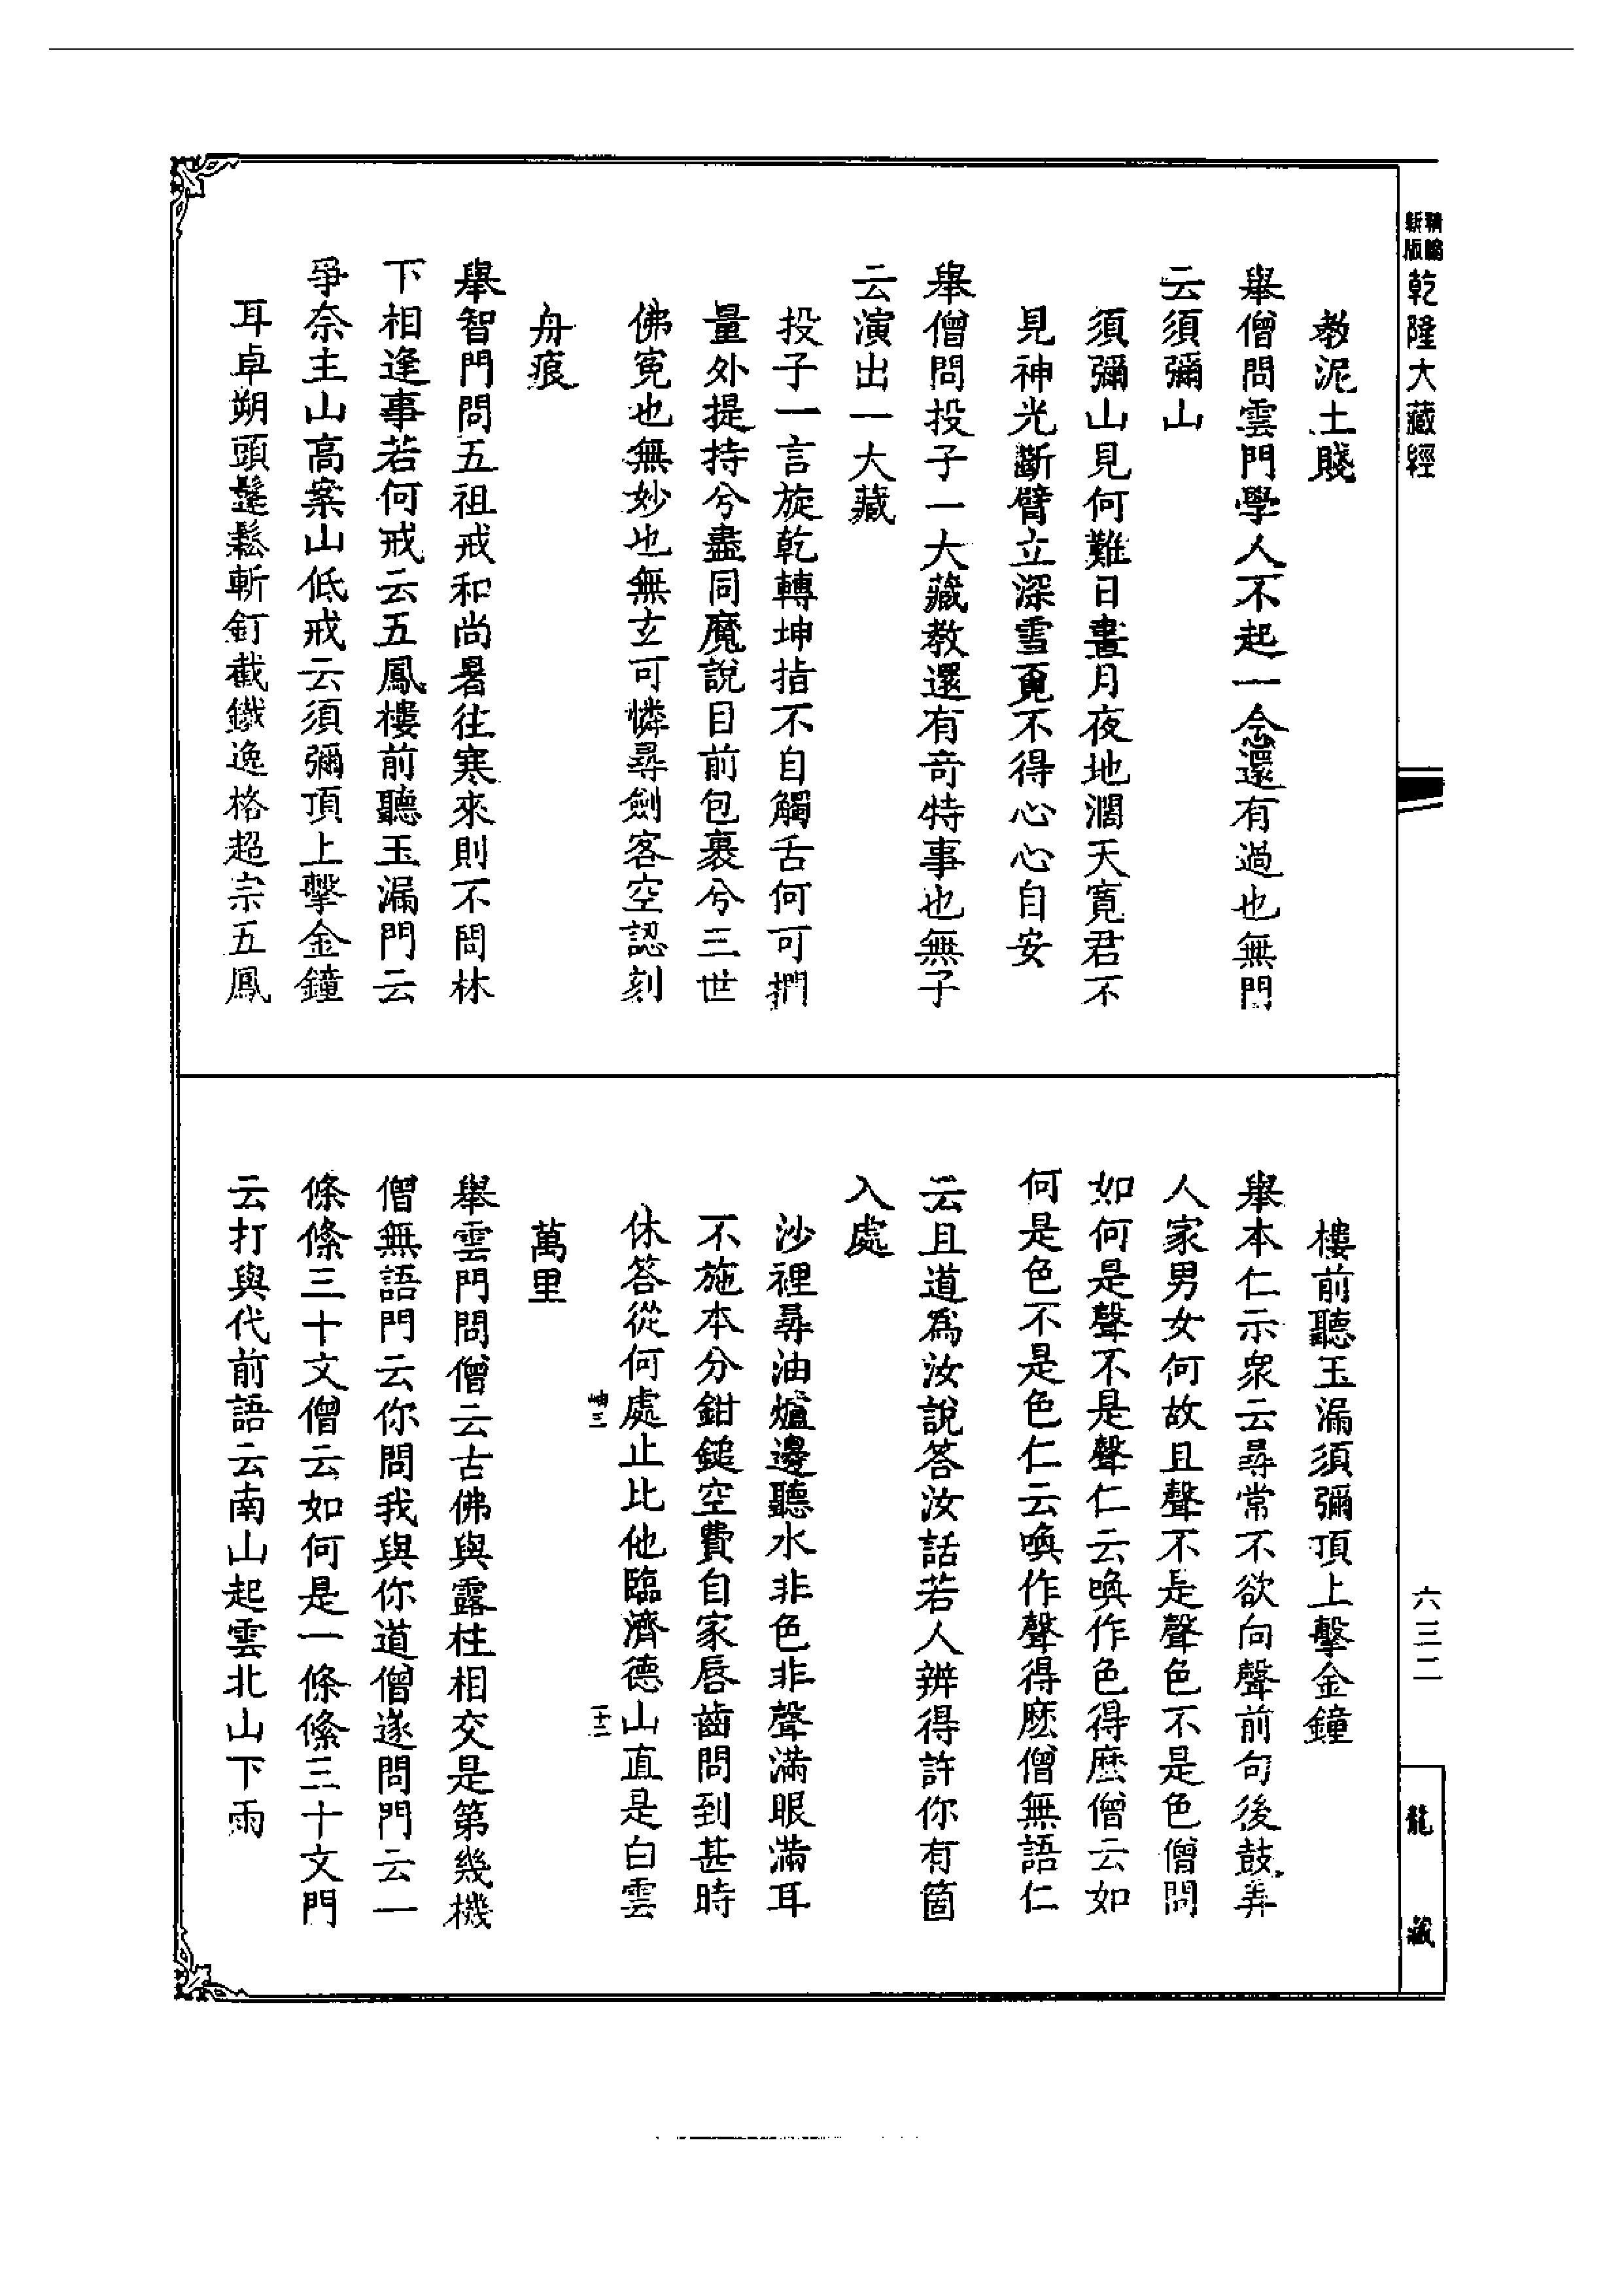 精縮新版乾隆大藏經
教泥土賤
舉僧問雲門學人不起一念還有過也無門
云須彌山
須彌山見何難日晝月夜地濶天寬君不
見神光斷臂立深雪覔不得心心自安
舉僧問投子一大藏教還有奇特事也無子
云演出一大藏
投子一言旋乾轉坤指不自觸舌何可捫
量外提持兮盡同魔說目前包裹兮三世
佛寃也無妙也無玄可憐尋劍客空認刻
舟痕
舉智門問五祖戒和尚暑往寒來則不問林
下相逢事若何戒云五鳳樓前聽玉漏門云
爭奈主山高案山低戒云須彌頂上擊金鐘
耳卓朔頭鬔鬆斬釘截鐵逸格超宗五鳳
樓前聽玉漏須彌頂上擊金鐘
舉本仁示衆云尋常不欲向聲前句後鼓弄
人家男女何故且聲不是聲色不是色僧問
如何是聲不是聲仁云喚作色得麽僧云如
何是色不是色仁云喚作聲得麽僧無語仁
云且道爲汝說答汝話若人辨得許你有箇
入處
沙裡尋油爐邊聽水非色非聲滿眼滿耳
不施本分鉗鎚空費自家唇齒問到甚時
休答從何處止比他臨濟德山直是白雲
萬里
舉雲門問僧云古佛與露柱相交是第幾機
僧無語門云你問我與你道僧遂問門云一
條縧三十文僧云如何是一條縧三十文門
云打與代前語云南山起雲北山下雨
六三二
龍藏